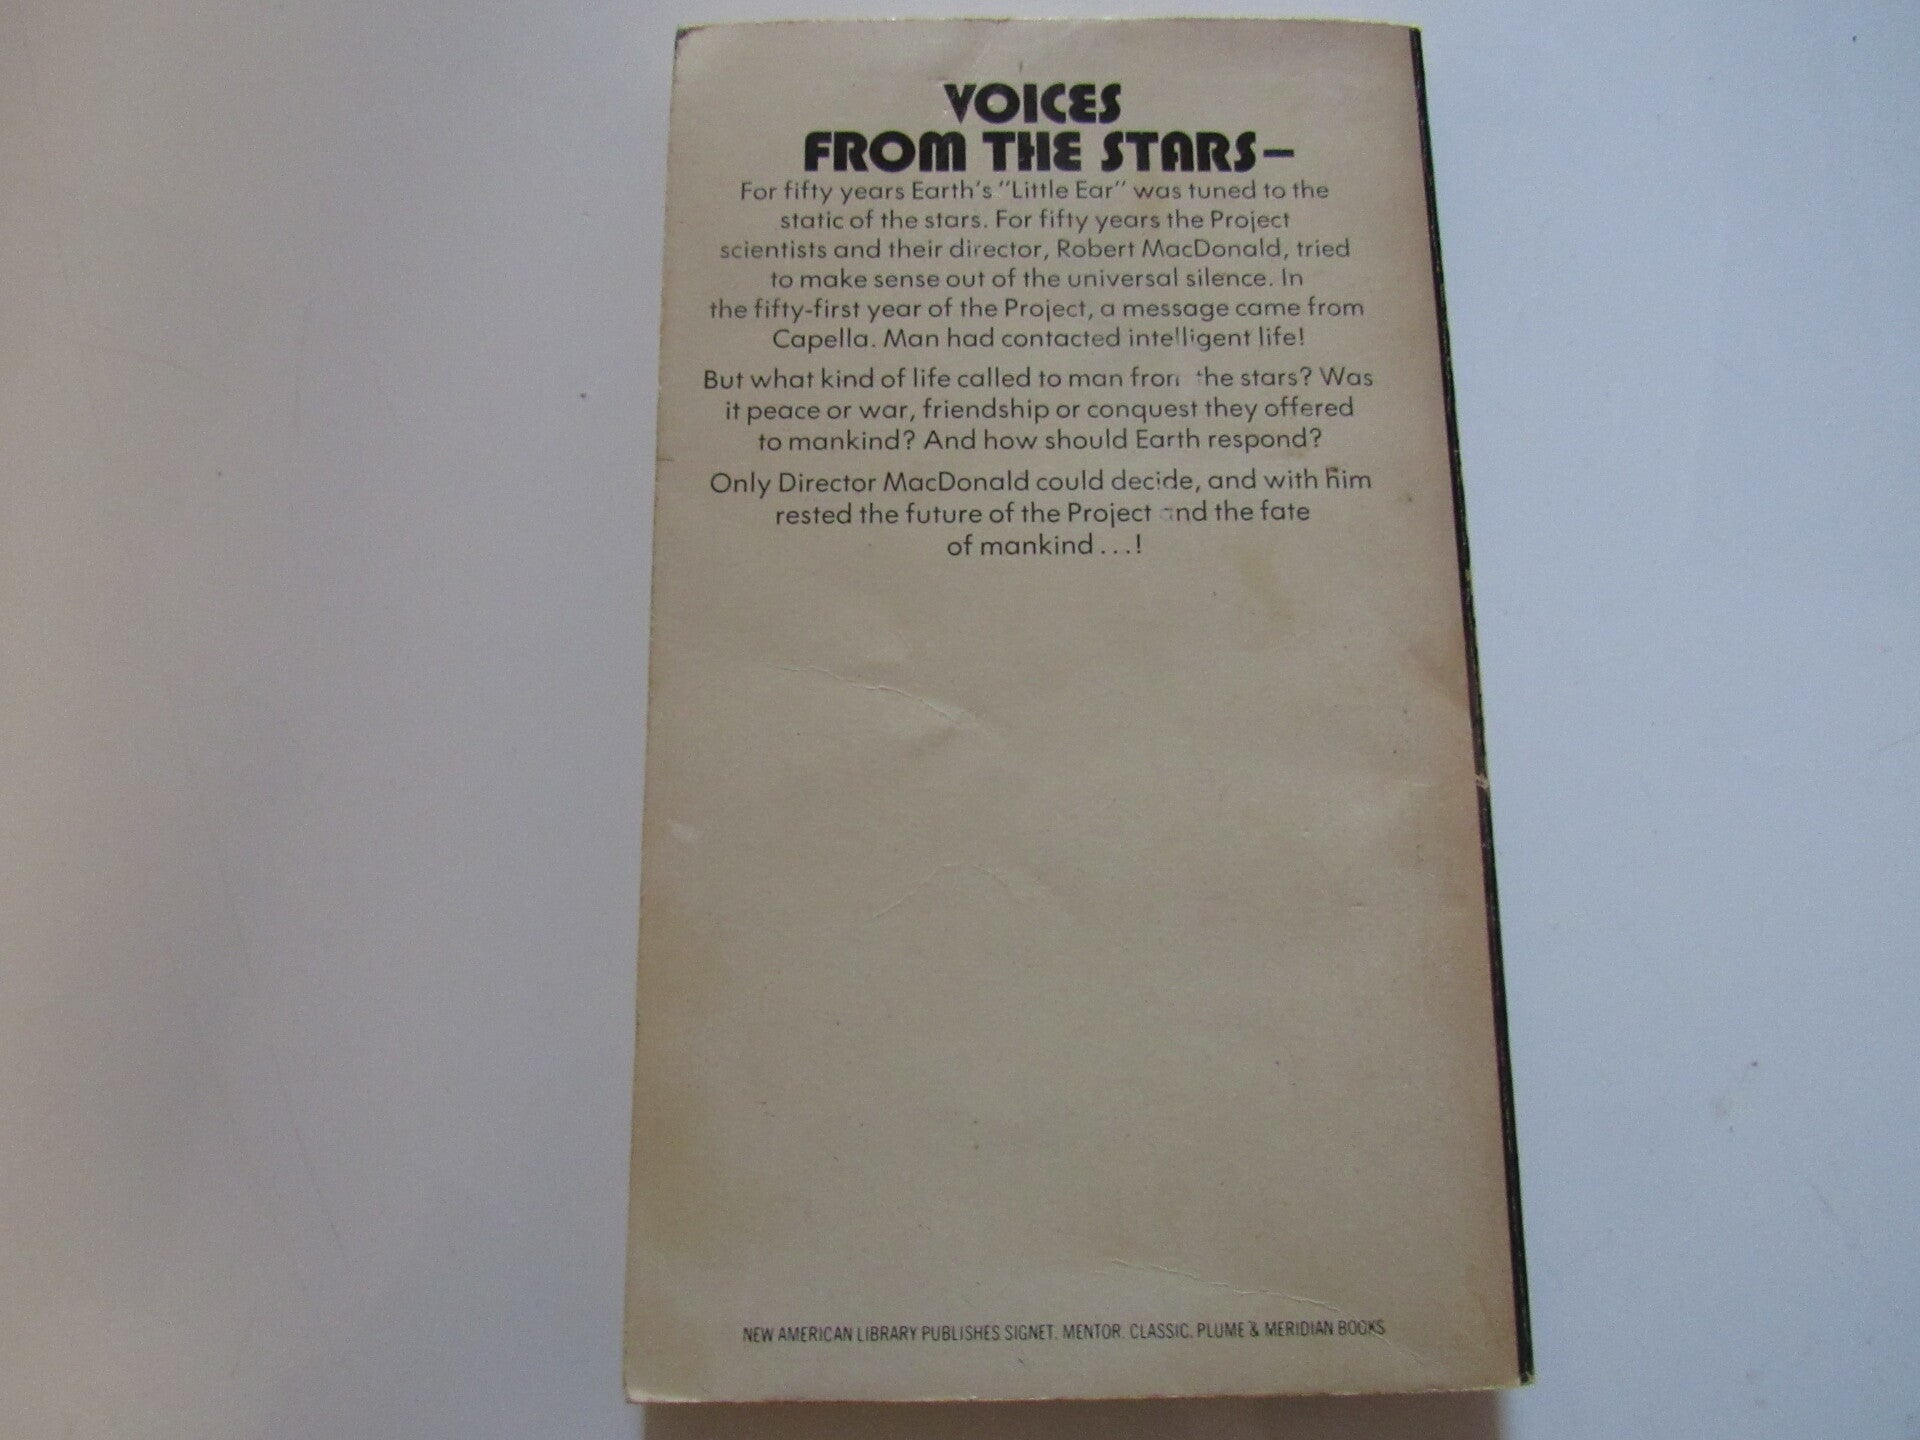 VOICES
FROM THE STARS—
For fifty years Earth's "Little Ear" was tuned to the
static of the stars. For fifty years the Project
scientists and their director, Robert MacDonald, tried
to make sense out of the universal silence. In
the fifty-first year of the Project, a message came from
Capella. Man had contacted intelligent life!
But what kind of life called to man from the stars? Was
it peace or war, friendship or conquest they offered
to mankind? And how should Earth respond?
Only Director MacDonald could decide, and with him
rested the future of the Project and the fate
of mankind...!
NEW AMERICAN LIBRARY PUBLISHES SIGNET, MENTOR, CLASSIC, PLUME & MERIDIAN BOOKS